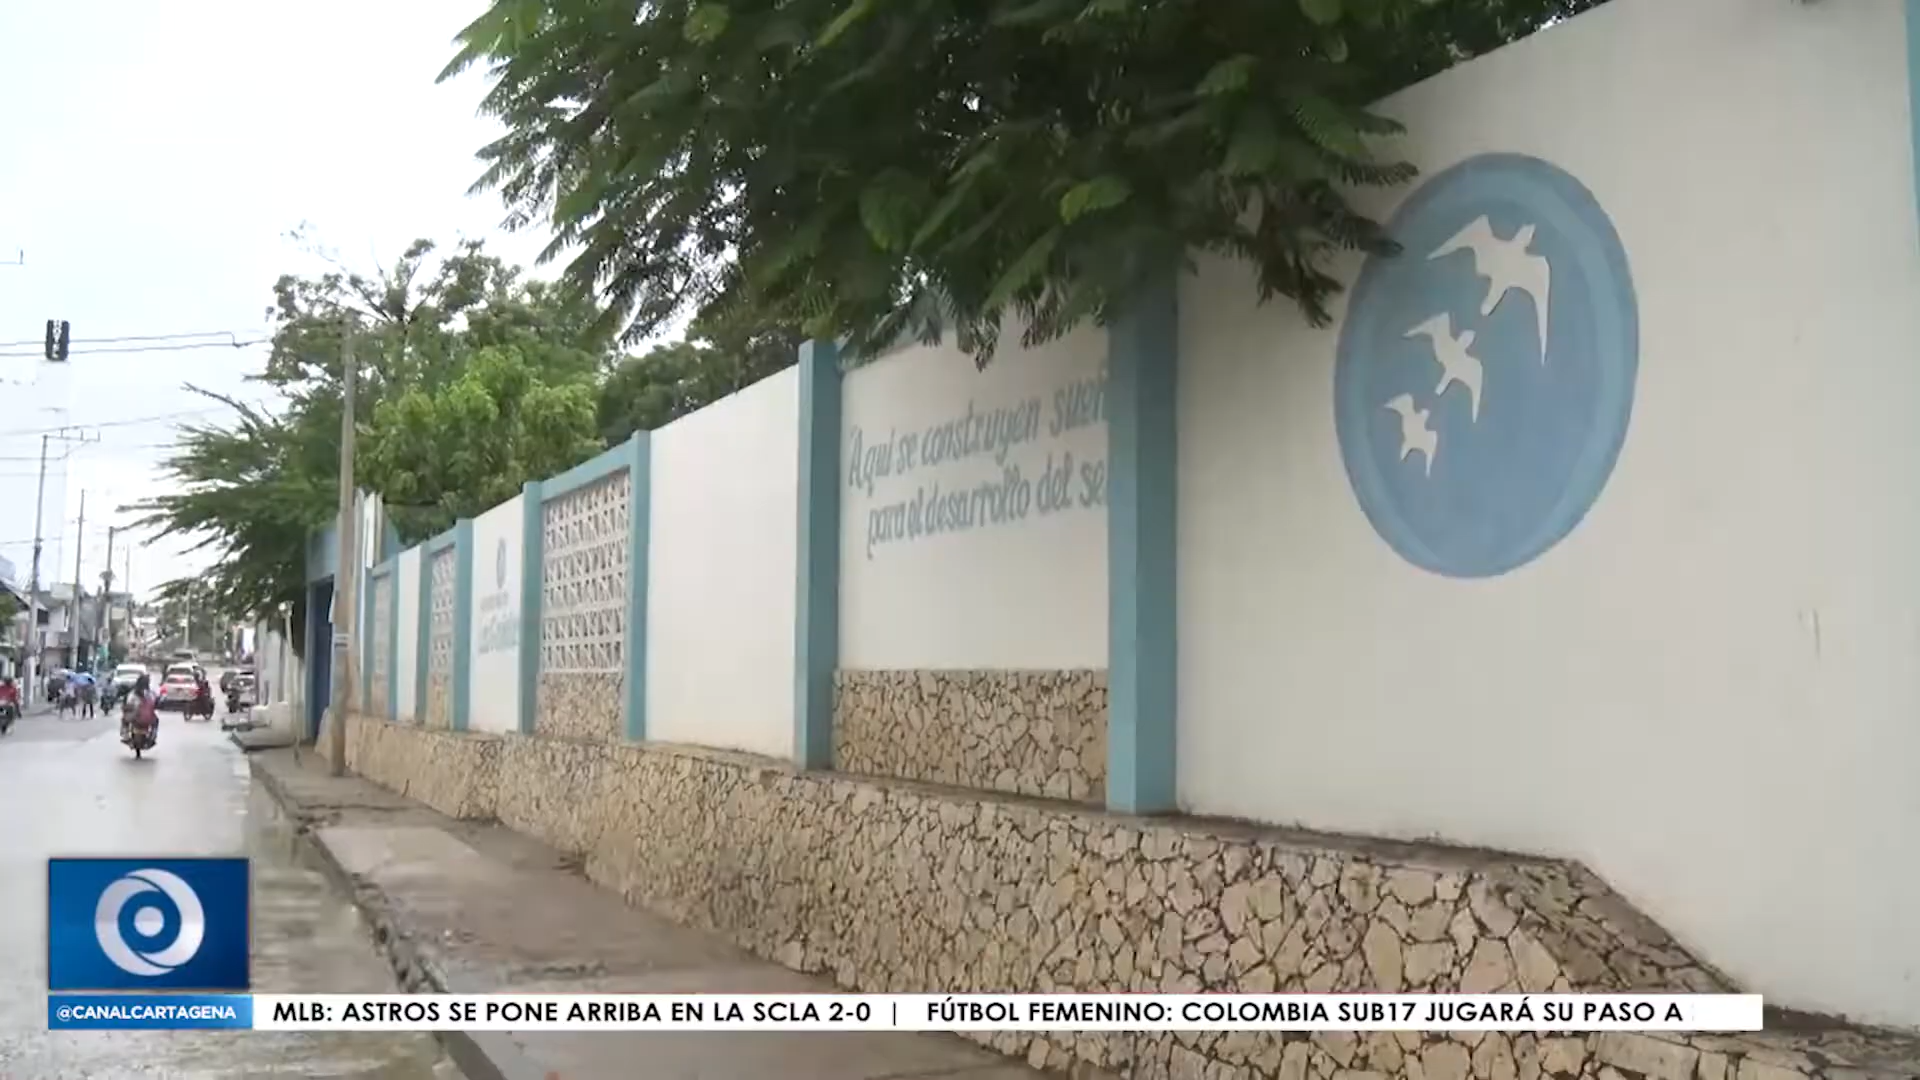 "Aqui se construyen sueñ
para el desarrollo del se
@CANALCARTAGENA
MLB: ASTROS SE PONE ARRIBA EN LA SCLA 2-0 | FÚTBOL FEMENINO: COLOMBIA SUB17 JUGARÁ SU PASO A